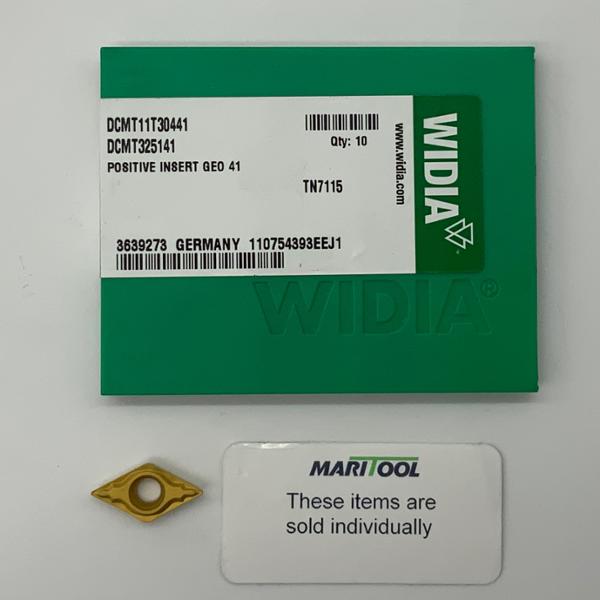 DCMT11T30441
DCMT325141
POSITIVE INSERT GEO 41
Qty: 10
TN7115
3639273 GERMANY 110754393EEJ1
www.widia.com
WIDIA
WIDIA®
MARITOOL
These items are
sold individually